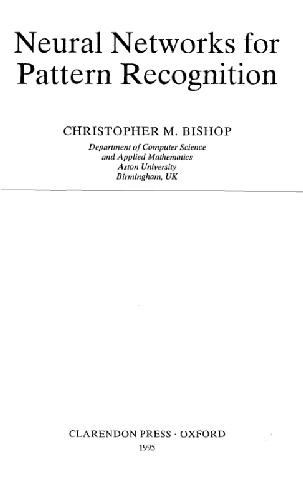 Neural Networks for
Pattern Recognition
CHRISTOPHER M. BISHOP
Department of Computer Science
and Applied Mathematics
Aston University
Birmingham, UK
CLARENDON PRESS · OXFORD
1995